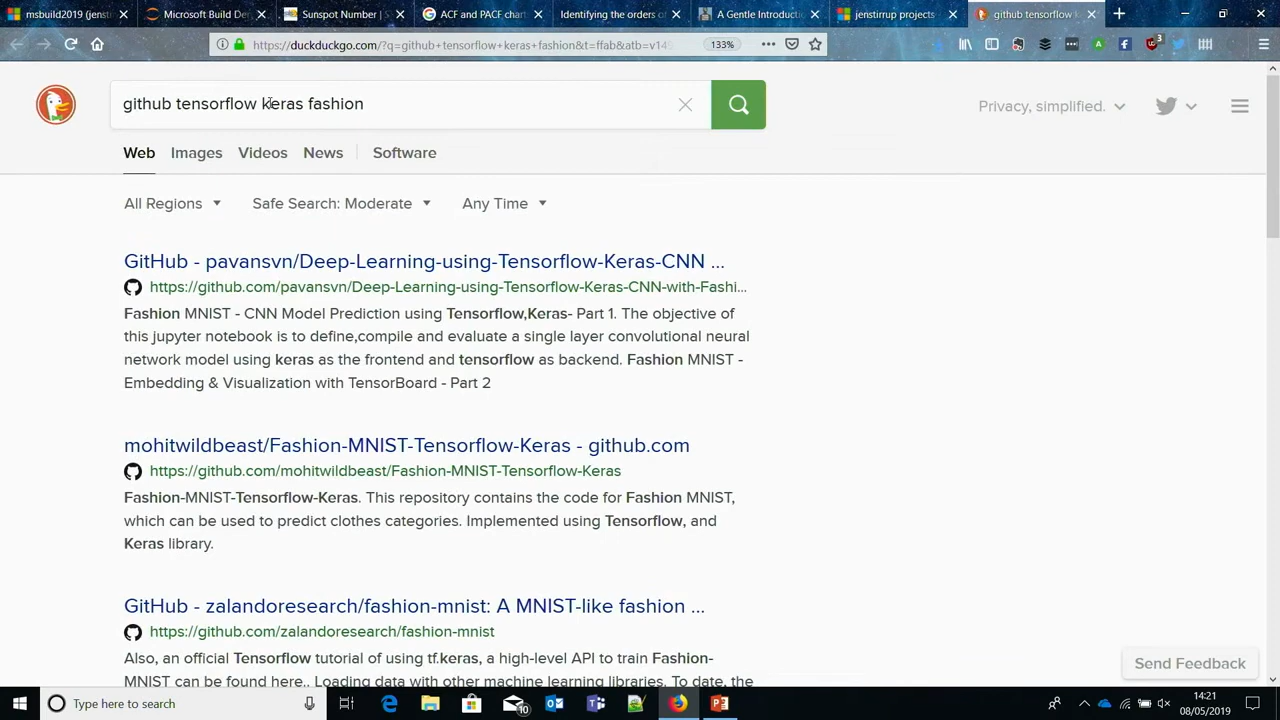 msbuild2019 (jenstirrup
Microsoft Build Der
Sunspot Number | S
ACF and PACF chart
Identifying the orders o
A Gentle Introducti
jenstirrup projects
github tensorflow k
https://duckduckgo.com/?q=github+tensorflow+keras+fashion&t=ffab&atb=v149
133%
3
github tensorflow keras fashion
Privacy, simplified.
Web Images Videos News Software
All Regions Safe Search: Moderate Any Time
GitHub - pavansvn/Deep-Learning-using-Tensorflow-Keras-CNN ...
https://github.com/pavansvn/Deep-Learning-using-Tensorflow-Keras-CNN-with-Fashi...
Fashion MNIST - CNN Model Prediction using Tensorflow,Keras- Part 1. The objective of
this jupyter notebook is to define,compile and evaluate a single layer convolutional neural
network model using keras as the frontend and tensorflow as backend. Fashion MNIST -
Embedding & Visualization with TensorBoard - Part 2
mohitwildbeast/Fashion-MNIST-Tensorflow-Keras - github.com
https://github.com/mohitwildbeast/Fashion-MNIST-Tensorflow-Keras
Fashion-MNIST-Tensorflow-Keras. This repository contains the code for Fashion MNIST,
which can be used to predict clothes categories. Implemented using Tensorflow, and
Keras library.
GitHub - zalandoresearch/fashion-mnist: A MNIST-like fashion ...
https://github.com/zalandoresearch/fashion-mnist
Also, an official Tensorflow tutorial of using tf.keras, a high-level API to train Fashion-
MNIST can be found here.. Loading data with other machine learning libraries. To date, the
Send Feedback
Type here to search
10
14:21
08/05/2019